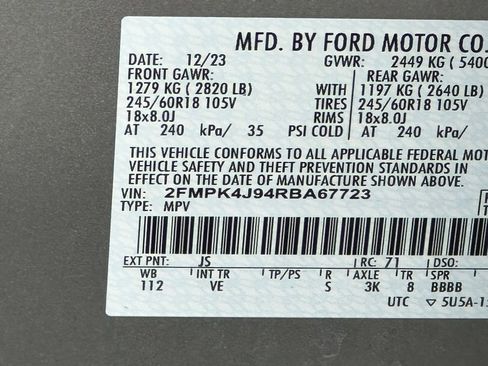 MFD. BY FORD MOTOR CO.
DATE: 12/23 GVWR: 2449 KG (5400
FRONT GAWR: REAR GAWR:
1279 KG (2820 LB) WITH 1197 KG (2640 LB)
245/60R18 105V TIRES 245/60R18 105V
18x8.0J RIMS 18x8.0J
AT 240 kPa/ 35 PSI COLD AT 240 kPa/
THIS VEHICLE CONFORMS TO ALL APPLICABLE FEDERAL MOT
VEHICLE SAFETY AND THEFT PREVENTION STANDARDS IN
EFFECT ON THE DATE OF MANUFACTURE SHOWN ABOVE.
VIN: 2FMPK4J94RBA67723
TYPE: MPV
EXT PNT: JS RC: 71 DSO:
WB INT TR TP/PS R AXLE TR SPR
112 VE S 3K 8 BBBB
UTC ▽ 5U5A-15